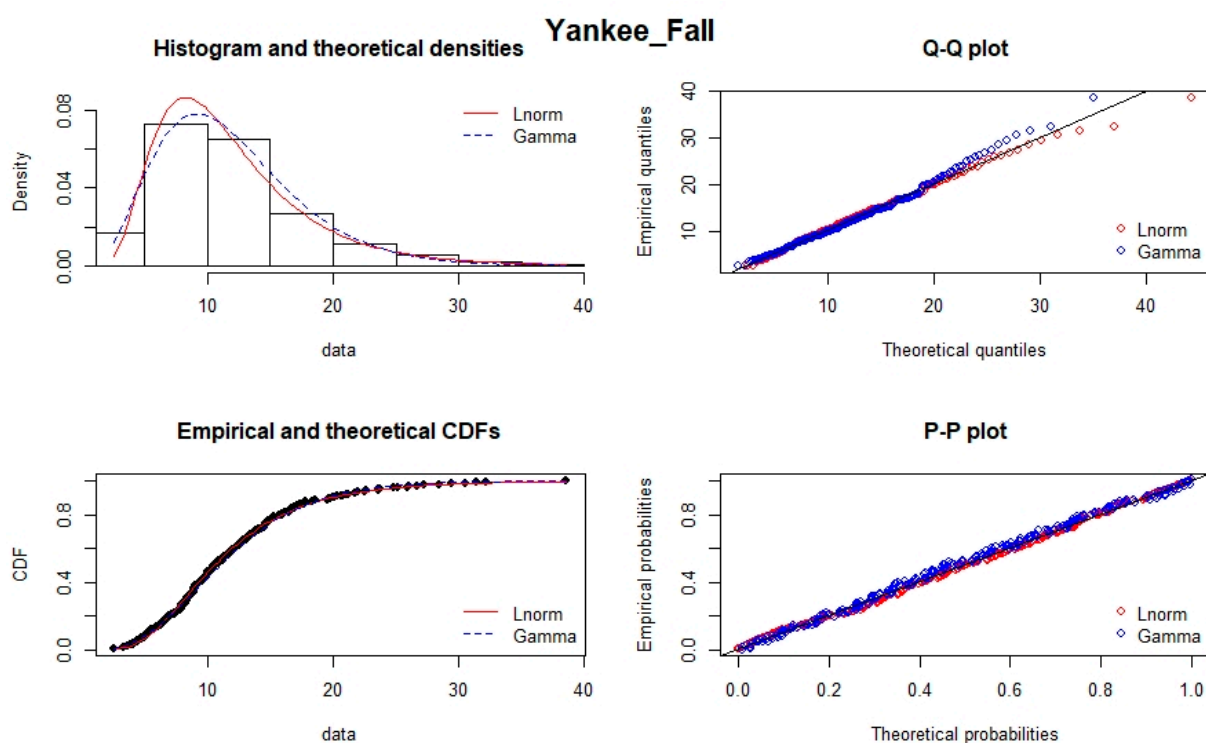 Yankee_Fall
Histogram and theoretical densities
Density
0.00 0.04 0.08
Lnorm
Gamma
10 20 30 40
data
Q-Q plot
Empirical quantiles
10 20 30 40
Lnorm
Gamma
10 20 30 40
Theoretical quantiles
Empirical and theoretical CDFs
CDF
0.0 0.4 0.8
Lnorm
Gamma
10 20 30 40
data
P-P plot
Empirical probabilities
0.0 0.4 0.8
Lnorm
Gamma
0.0 0.2 0.4 0.6 0.8 1.0
Theoretical probabilities